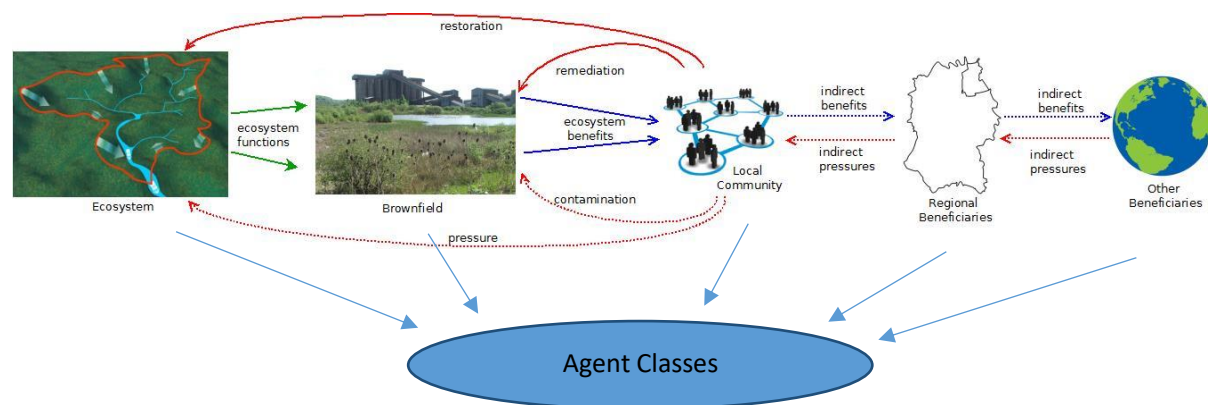 restoration
remediation
ecosystem
functions
ecosystem
benefits
indirect
benefits
indirect
pressures
indirect
benefits
indirect
pressures
contamination
pressure
Ecosystem
Brownfield
Local
Community
Regional
Beneficiaries
Other
Beneficiaries
Agent Classes